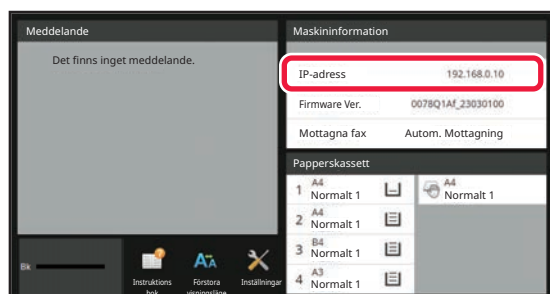 Meddelande
Det finns inget meddelande.
Maskininformation
IP-adress 192.168.0.10
Firmware Ver. 0078Q1Af_23030100
Mottagna fax Autom. Mottagning
Papperskassett
1 A4
Normalt 1
A4
Normalt 1
2 A4
Normalt 1
3 B4
Normalt 1
4 A3
Normalt 1
Bk
Instruktions
bok
Förstora
visningsläge
Inställningar